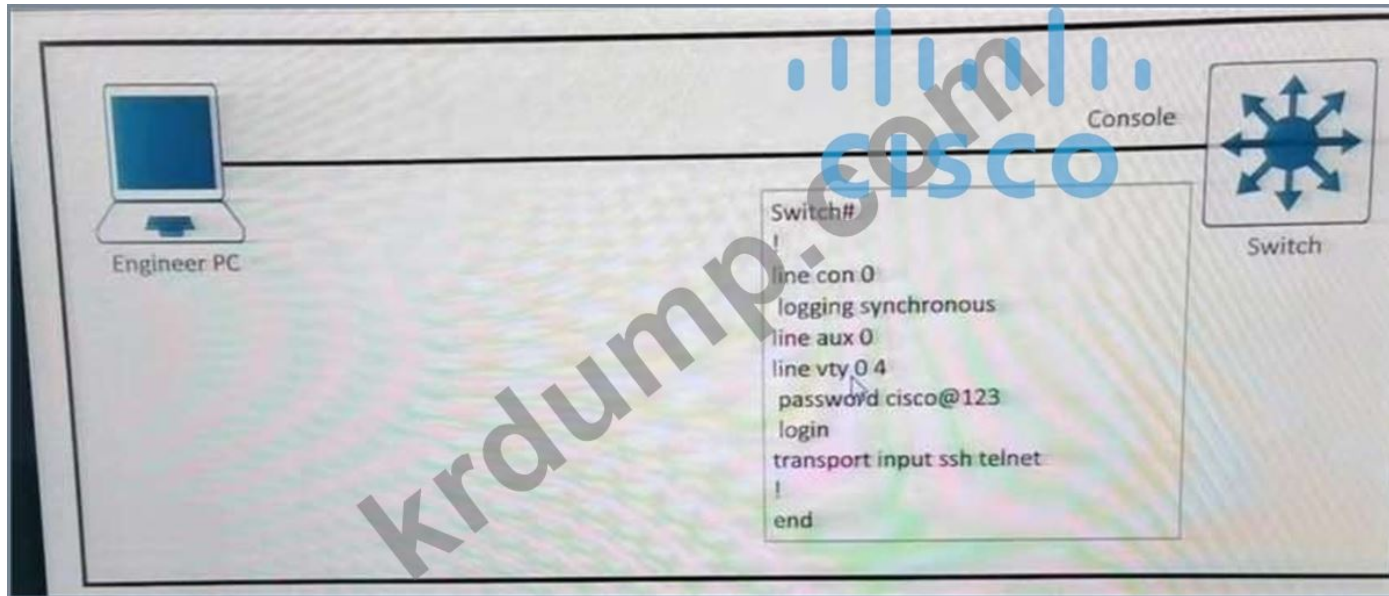 CISCO
Console
Engineer PC
Switch
Switch#
!
line con 0
logging synchronous
line aux 0
line vty 0 4
password cisco@123
login
transport input ssh telnet
!
end
krdump.com